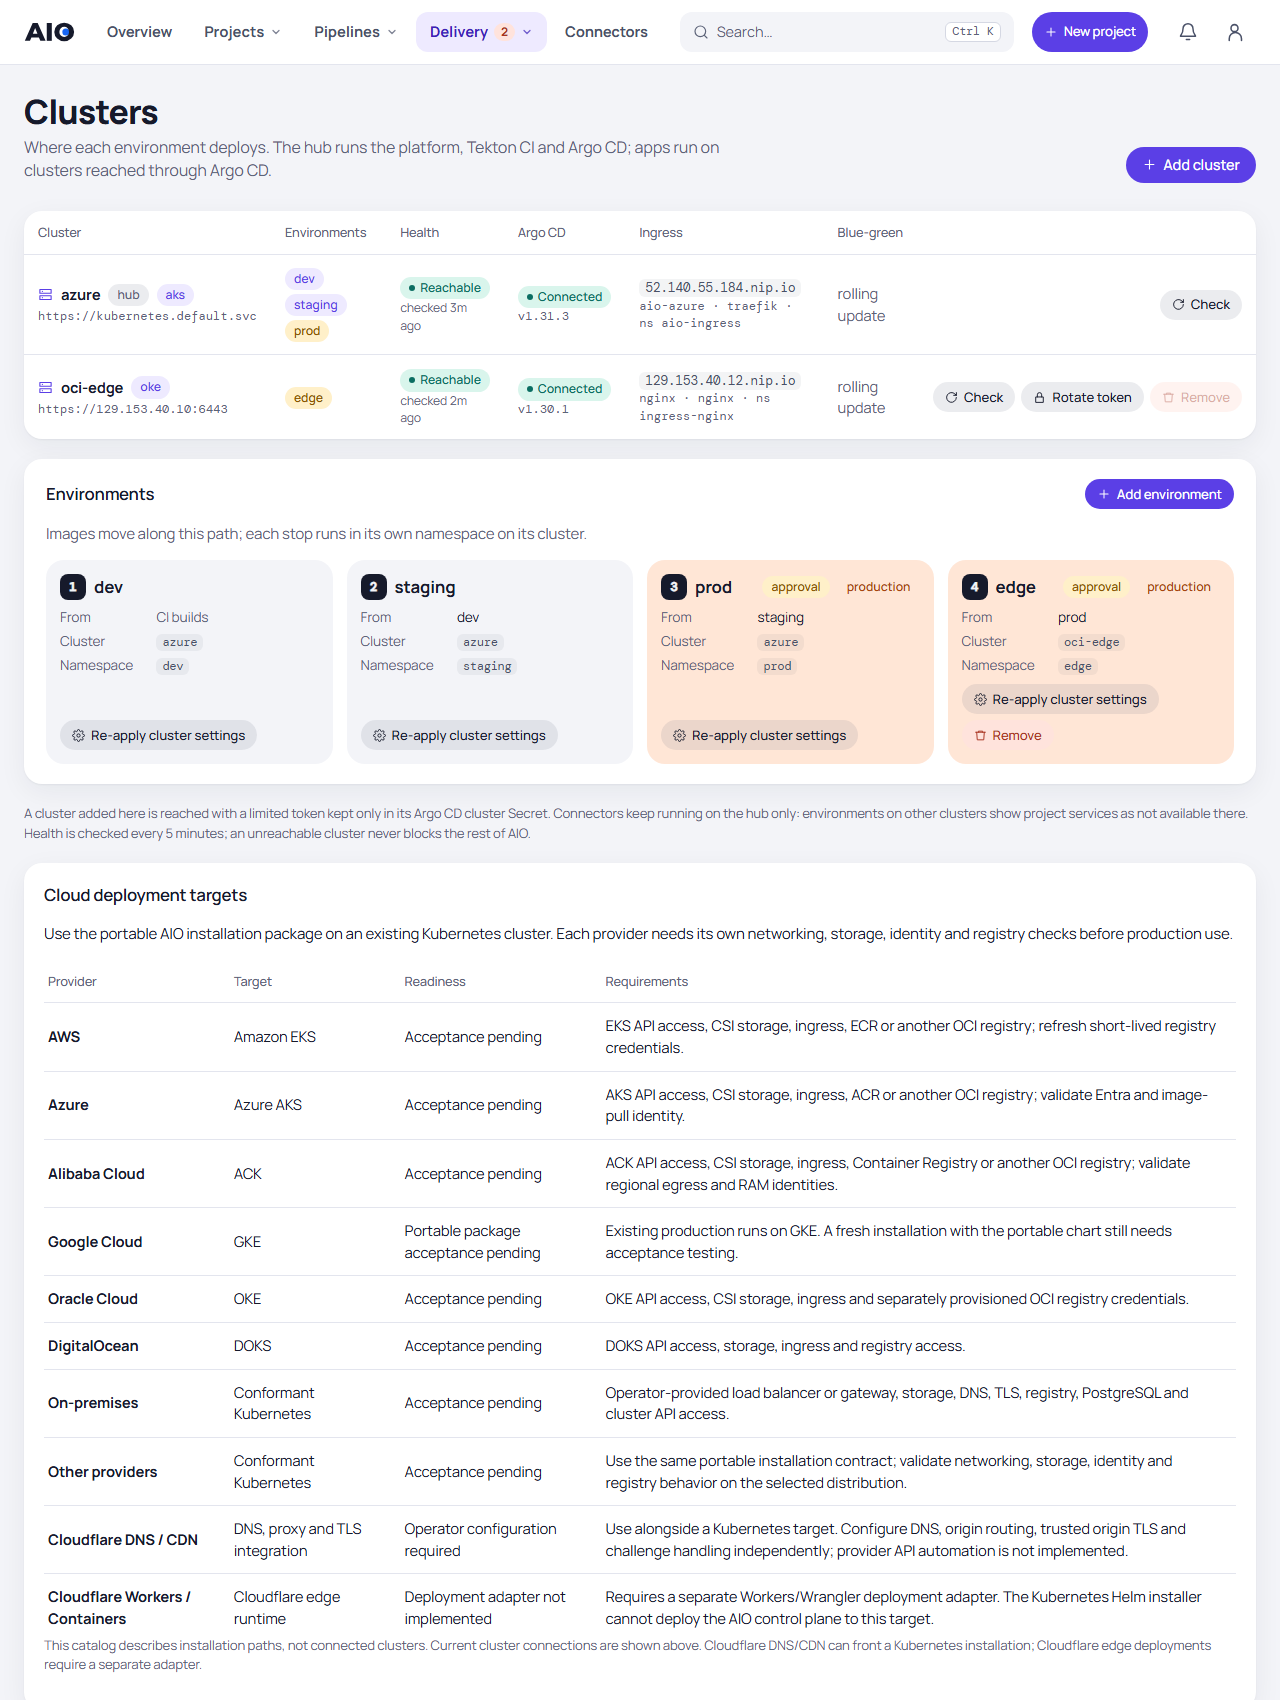 AIO
Overview
Projects
Pipelines
Delivery 2
Connectors
Search...
Ctrl K
New project
Clusters
Where each environment deploys. The hub runs the platform, Tekton CI and Argo CD; apps run on
clusters reached through Argo CD.
Add cluster
Cluster Environments Health Argo CD Ingress Blue-green
azure hub aks
https://kubernetes.default.svc
dev
staging
prod
Reachable
checked 3m
ago
Connected
v1.31.3
52.140.55.184.nip.io
aio-azure · traefik ·
ns aio-ingress
rolling
update
Check
oci-edge oke
https://129.153.40.10:6443
edge
Reachable
checked 2m
ago
Connected
v1.30.1
129.153.40.12.nip.io
nginx · nginx · ns
ingress-nginx
rolling
update
Check
Rotate token
Remove
Environments
Add environment
Images move along this path; each stop runs in its own namespace on its cluster.
1 dev
From CI builds
Cluster azure
Namespace dev
Re-apply cluster settings
2 staging
From dev
Cluster azure
Namespace staging
Re-apply cluster settings
3 prod approval production
From staging
Cluster azure
Namespace prod
Re-apply cluster settings
4 edge approval production
From prod
Cluster oci-edge
Namespace edge
Re-apply cluster settings
Remove
A cluster added here is reached with a limited token kept only in its Argo CD cluster Secret. Connectors keep running on the hub only: environments on other clusters show project services as not available there.
Health is checked every 5 minutes; an unreachable cluster never blocks the rest of AIO.
Cloud deployment targets
Use the portable AIO installation package on an existing Kubernetes cluster. Each provider needs its own networking, storage, identity and registry checks before production use.
Provider Target Readiness Requirements
AWS
Amazon EKS
Acceptance pending
EKS API access, CSI storage, ingress, ECR or another OCI registry; refresh short-lived registry
credentials.
Azure
Azure AKS
Acceptance pending
AKS API access, CSI storage, ingress, ACR or another OCI registry; validate Entra and image-
pull identity.
Alibaba Cloud
ACK
Acceptance pending
ACK API access, CSI storage, ingress, Container Registry or another OCI registry; validate
regional egress and RAM identities.
Google Cloud
GKE
Portable package
acceptance pending
Existing production runs on GKE. A fresh installation with the portable chart still needs
acceptance testing.
Oracle Cloud
OKE
Acceptance pending
OKE API access, CSI storage, ingress and separately provisioned OCI registry credentials.
DigitalOcean
DOKS
Acceptance pending
DOKS API access, storage, ingress and registry access.
On-premises
Conformant
Kubernetes
Acceptance pending
Operator-provided load balancer or gateway, storage, DNS, TLS, registry, PostgreSQL and
cluster API access.
Other providers
Conformant
Kubernetes
Acceptance pending
Use the same portable installation contract; validate networking, storage, identity and
registry behavior on the selected distribution.
Cloudflare DNS / CDN
DNS, proxy and TLS
integration
Operator configuration
required
Use alongside a Kubernetes target. Configure DNS, origin routing, trusted origin TLS and
challenge handling independently; provider API automation is not implemented.
Cloudflare Workers /
Containers
Cloudflare edge
runtime
Deployment adapter not
implemented
Requires a separate Workers/Wrangler deployment adapter. The Kubernetes Helm installer
cannot deploy the AIO control plane to this target.
This catalog describes installation paths, not connected clusters. Current cluster connections are shown above. Cloudflare DNS/CDN can front a Kubernetes installation; Cloudflare edge deployments
require a separate adapter.